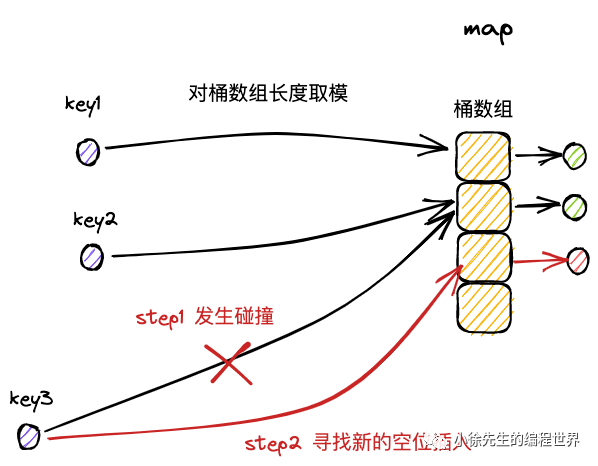 map
key1
对桶数组长度取模
桶数组
key2
step1 发生碰撞
key3
step2 寻找新的空位插入
小徐先生的编程世界